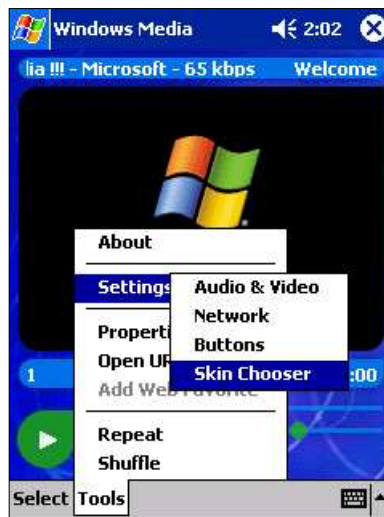 Windows Media 2:02
lia !!! - Microsoft - 65 kbps Welcome
About
Settings
Audio & Video
Network
Buttons
Skin Chooser
Properti
Open UR
Add Web Favorite
1 :00
Repeat
Shuffle
Select Tools